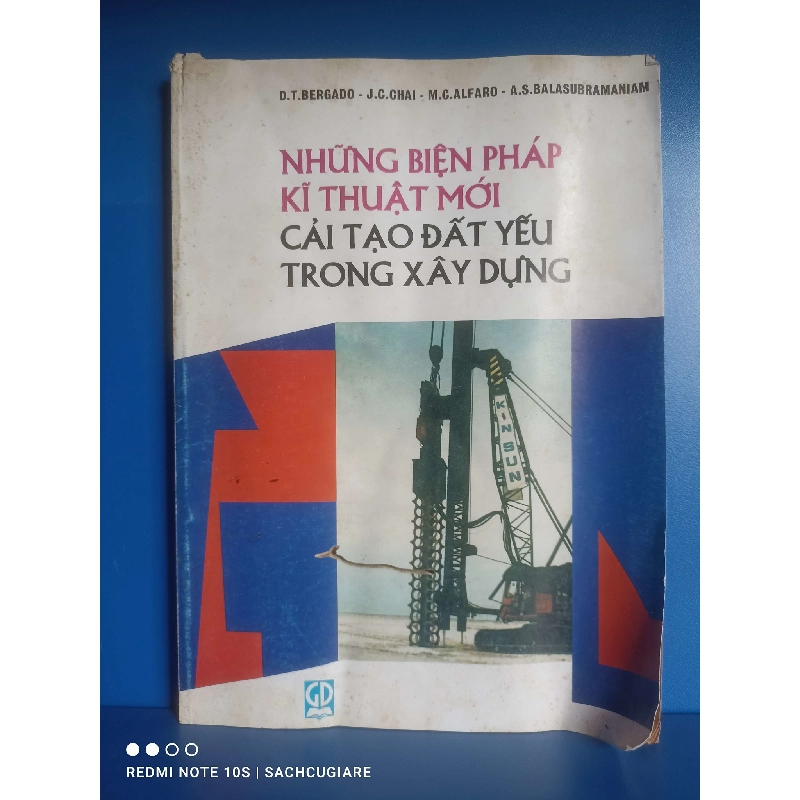 D.T.BERGADO - J.C.CHAI - M.C.ALFARO - A.S.BALASUBRAMANIAM
NHỮNG BIỆN PHÁP
KĨ THUẬT MỚI
CẢI TẠO ĐẤT YẾU
TRONG XÂY DỰNG
KIN SUN
GD
REDMI NOTE 10S | SACHCUGIARE